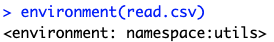 > environment(read.csv)
<environment: namespace:utils>